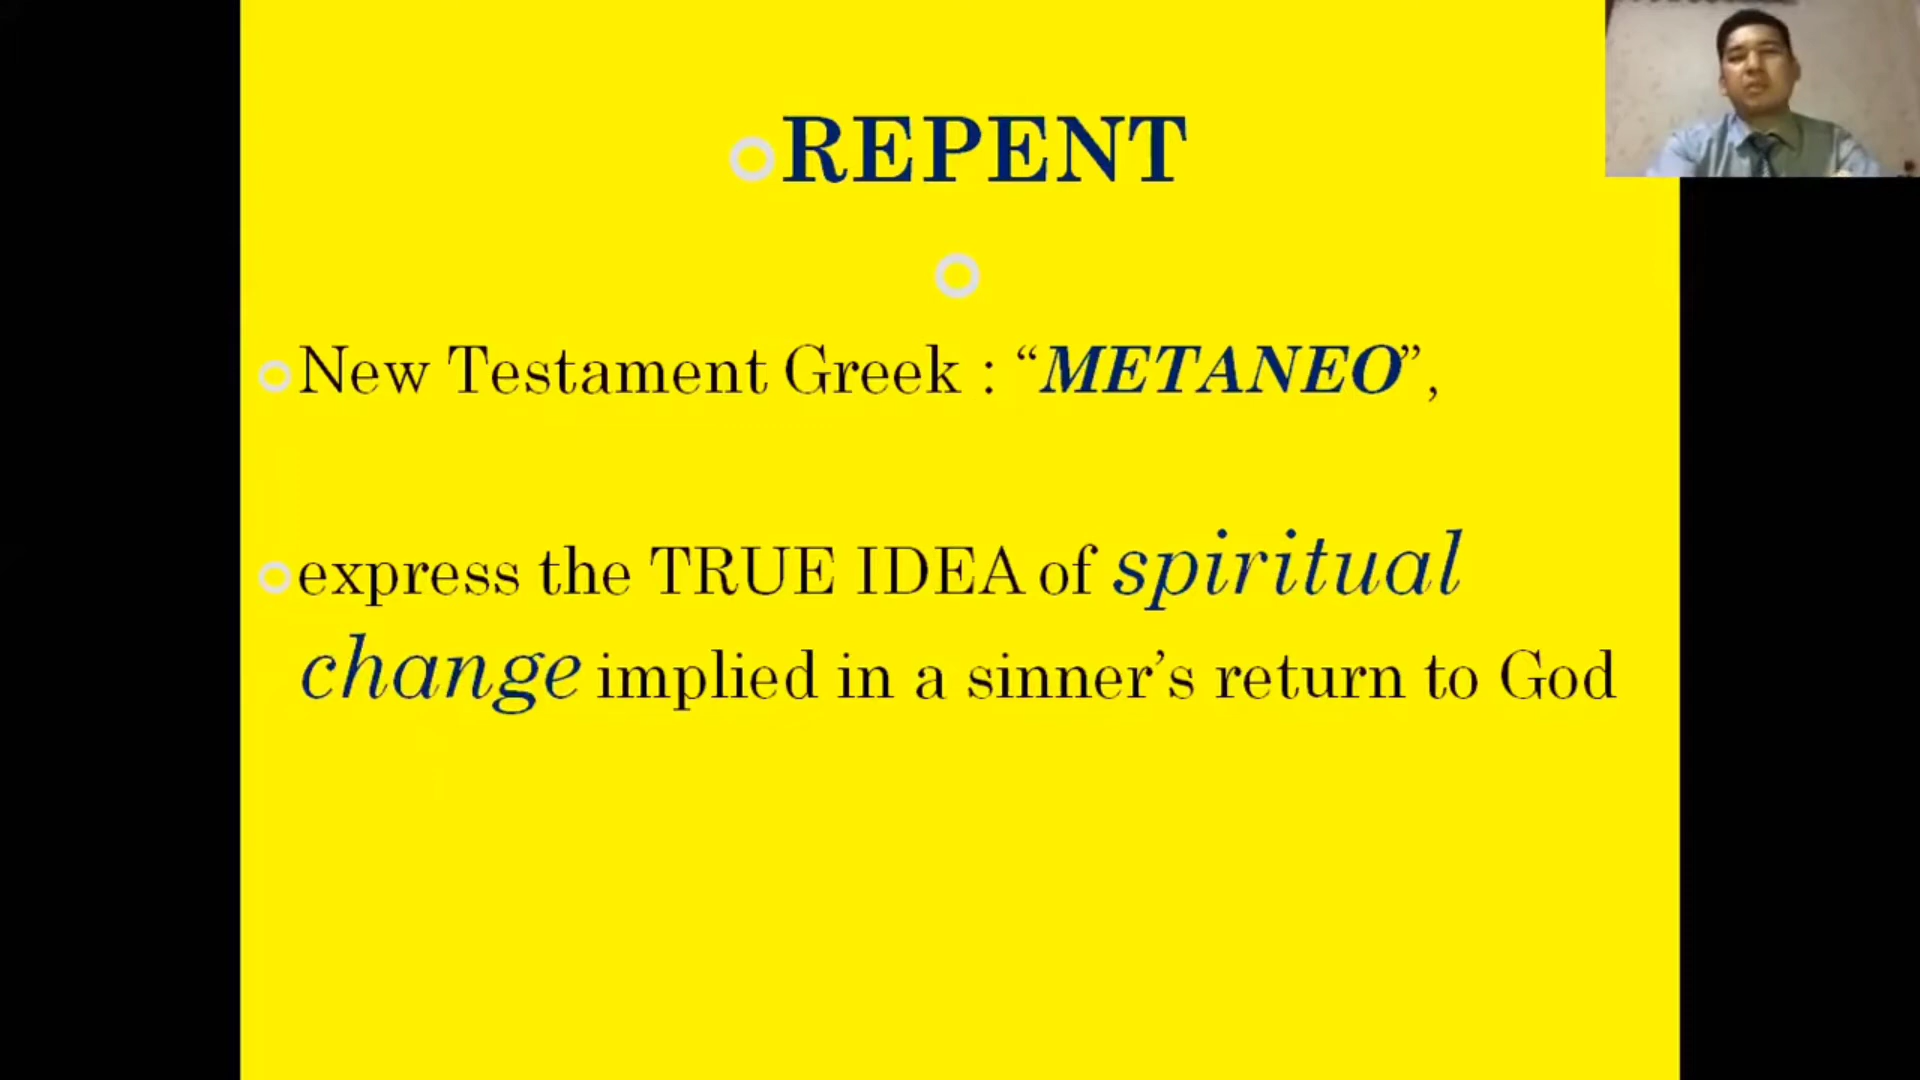 REPENT
New Testament Greek : “METANEO”,
express the TRUE IDEA of spiritual
change implied in a sinner’s return to God